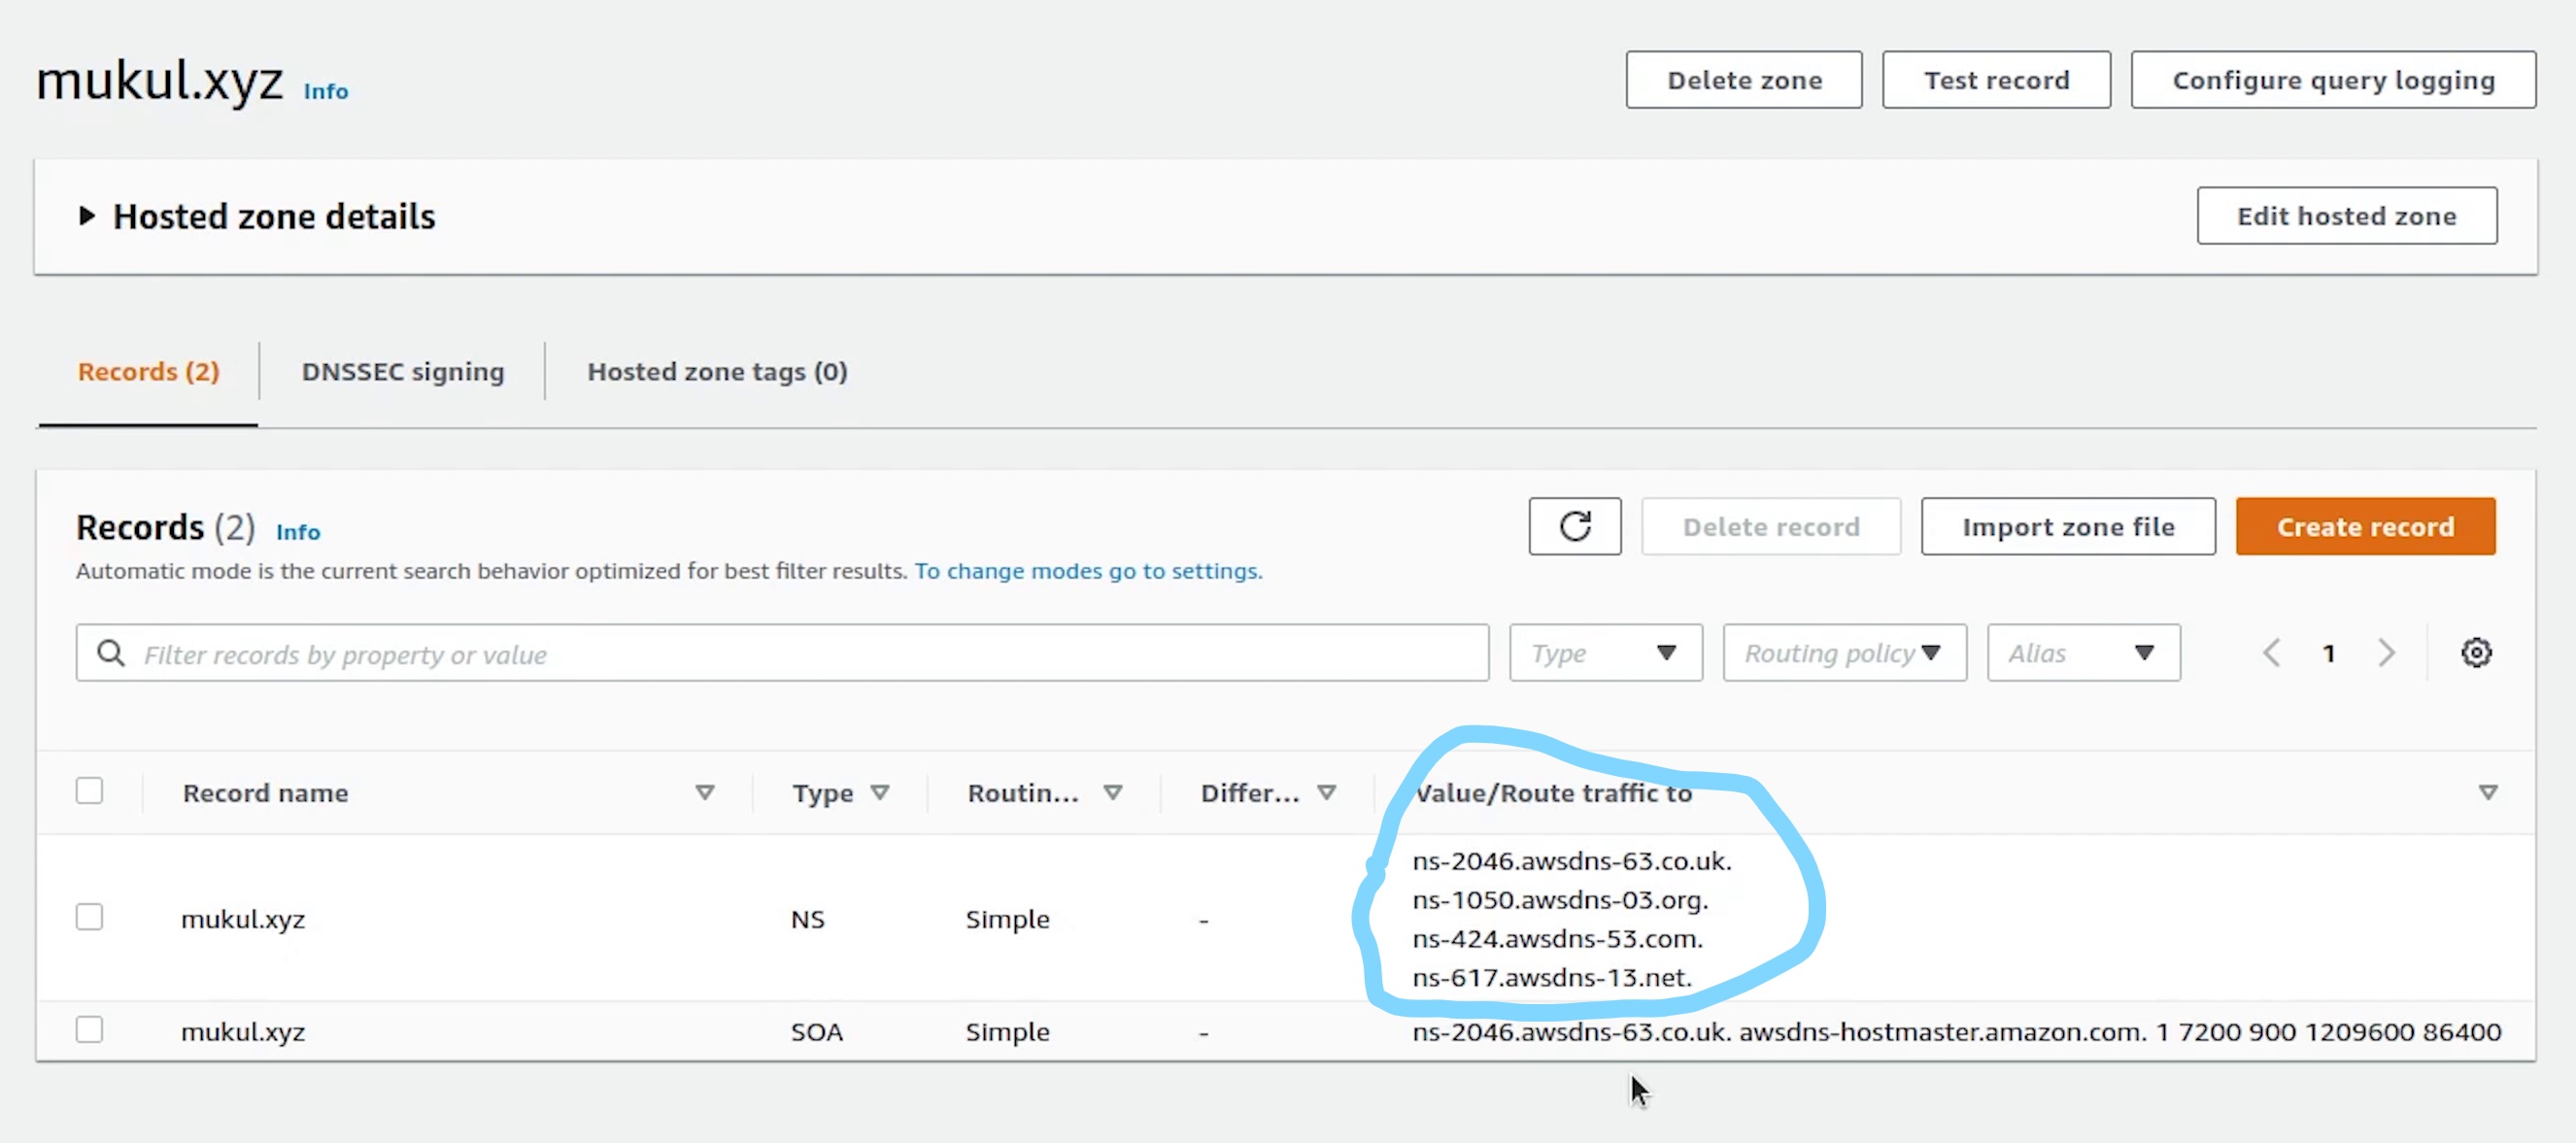 mukul.xyz Info
Delete zone Test record Configure query logging
Hosted zone details
Edit hosted zone
Records (2) DNSSEC signing Hosted zone tags (0)
Records (2) Info
Delete record Import zone file Create record
Automatic mode is the current search behavior optimized for best filter results. To change modes go to settings.
Filter records by property or value Type Routing policy Alias 1
Record name Type Routin... Differ... Value/Route traffic to
mukul.xyz NS Simple -
ns-2046.awsdns-63.co.uk.
ns-1050.awsdns-03.org.
ns-424.awsdns-53.com.
ns-617.awsdns-13.net.
mukul.xyz SOA Simple - ns-2046.awsdns-63.co.uk. awsdns-hostmaster.amazon.com. 1 7200 900 1209600 86400